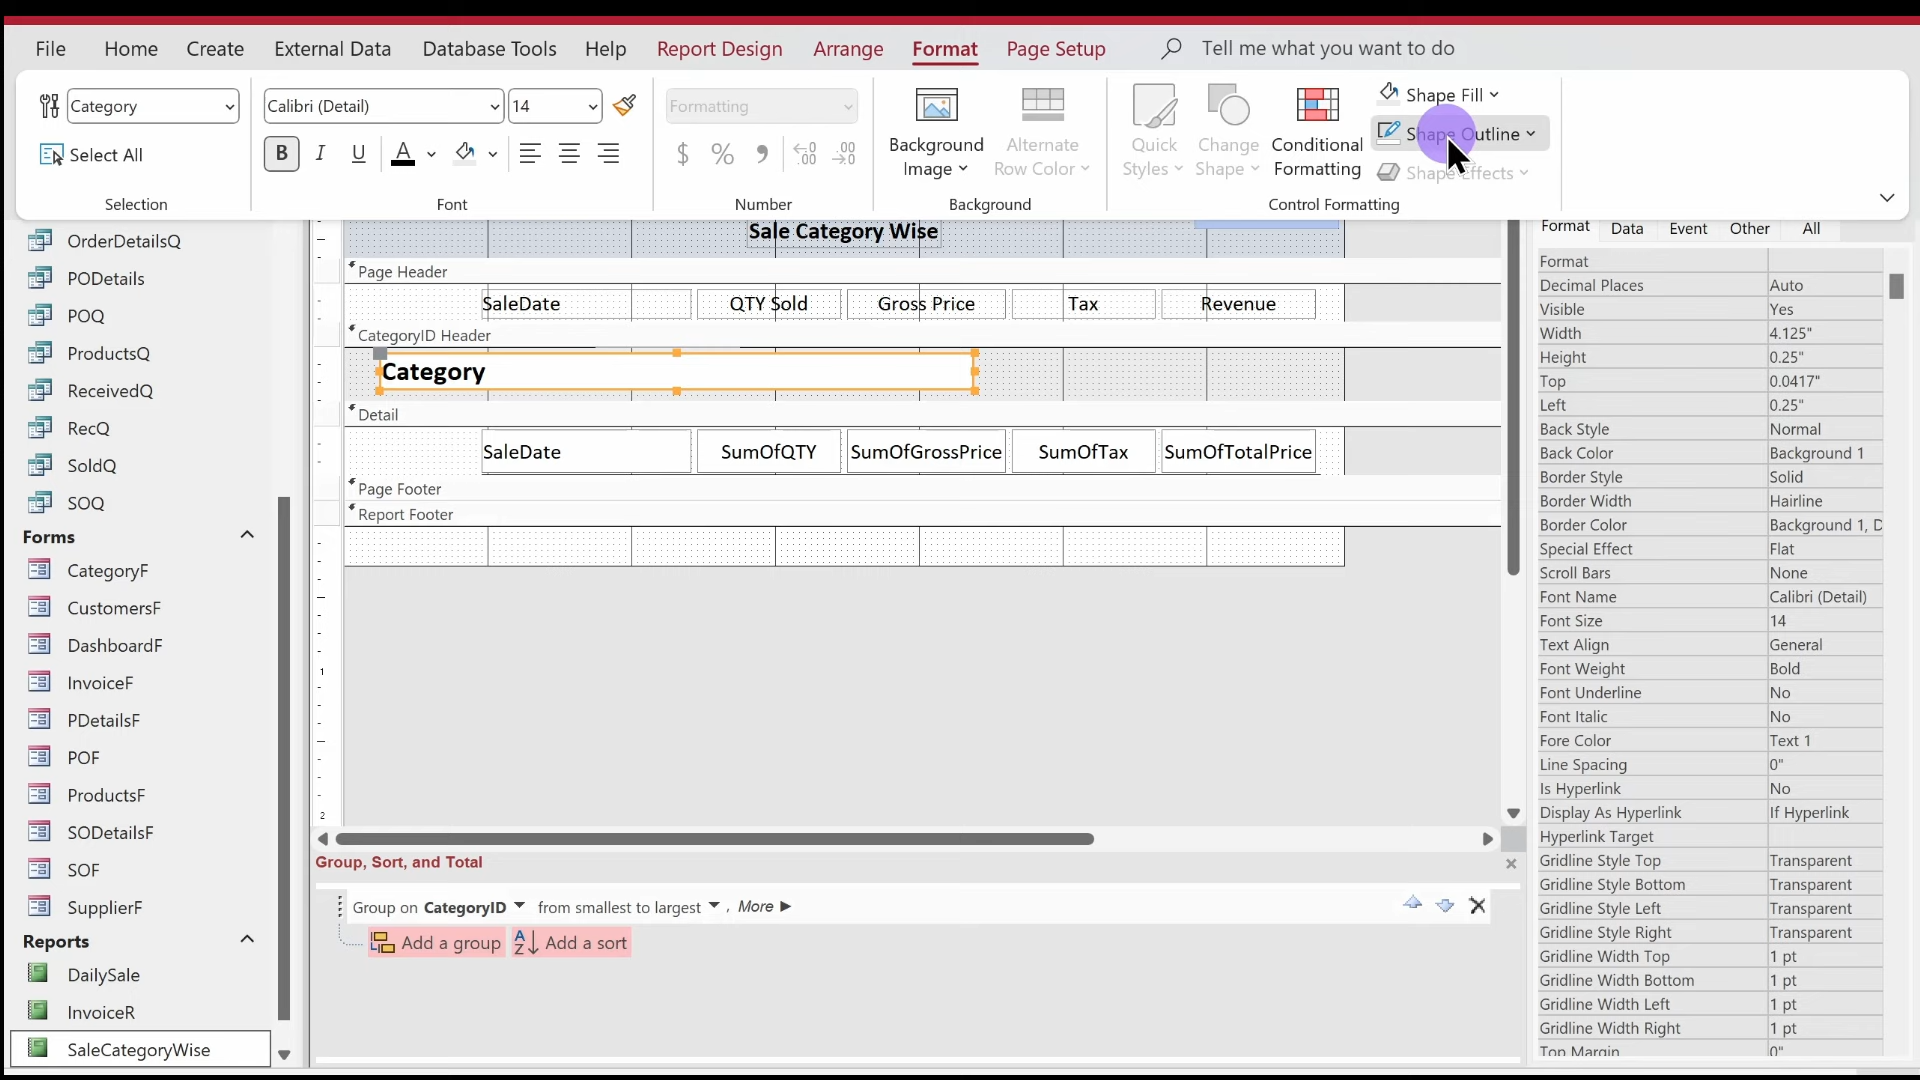 File Home Create External Data Database Tools Help Report Design Arrange Format Page Setup Tell me what you want to do
Category
Select All
Selection
Calibri (Detail) 14
B I U A
Font
Formatting
$ % 9 .00 .00
Number
Background Image
Alternate Row Color
Background
Quick Styles
Change Shape
Conditional Formatting
Shape Fill
Shape Outline
Shape Effects
Control Formatting
OrderDetailsQ
PODetails
POQ
ProductsQ
ReceivedQ
RecQ
SoldQ
SOQ
Forms
CategoryF
CustomersF
DashboardF
InvoiceF
PDetailsF
POF
ProductsF
SODetailsF
SOF
SupplierF
Reports
DailySale
InvoiceR
SaleCategoryWise
Sale Category Wise
Page Header
SaleDate QTY Sold Gross Price Tax Revenue
CategoryID Header
Category
Detail
SaleDate SumOfQTY SumOfGrossPrice SumOfTax SumOfTotalPrice
Page Footer
Report Footer
1
2
Group, Sort, and Total
Group on CategoryID from smallest to largest , More
Add a group A Z Add a sort
Format Data Event Other All
Format
Decimal Places Auto
Visible Yes
Width 4.125"
Height 0.25"
Top 0.0417"
Left 0.25"
Back Style Normal
Back Color Background 1
Border Style Solid
Border Width Hairline
Border Color Background 1, D
Special Effect Flat
Scroll Bars None
Font Name Calibri (Detail)
Font Size 14
Text Align General
Font Weight Bold
Font Underline No
Font Italic No
Fore Color Text 1
Line Spacing 0"
Is Hyperlink No
Display As Hyperlink If Hyperlink
Hyperlink Target
Gridline Style Top Transparent
Gridline Style Bottom Transparent
Gridline Style Left Transparent
Gridline Style Right Transparent
Gridline Width Top 1 pt
Gridline Width Bottom 1 pt
Gridline Width Left 1 pt
Gridline Width Right 1 pt
Top Margin 0"